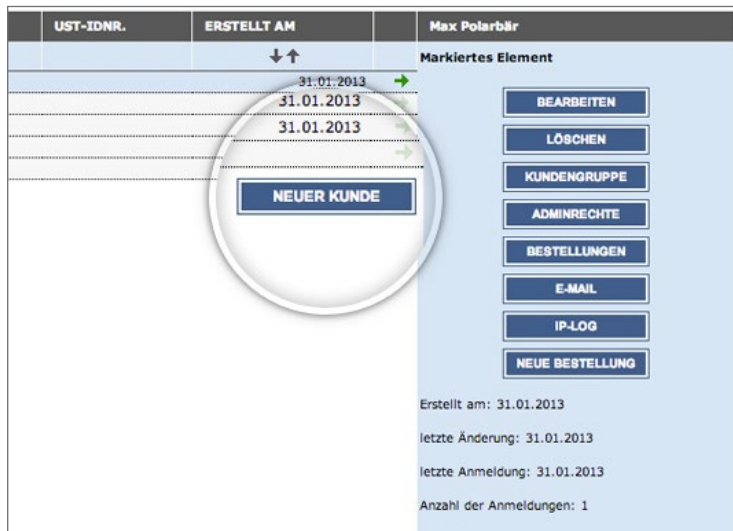 UST-IDNR. ERSTELLT AM Max Polarbär
Markiertes Element
31.01.2013
31.01.2013
31.01.2013
NEUER KUNDE
BEARBEITEN
LÖSCHEN
KUNDENGRUPPE
ADMINRECHTE
BESTELLUNGEN
E-MAIL
IP-LOG
NEUE BESTELLUNG
Erstellt am: 31.01.2013
letzte Änderung: 31.01.2013
letzte Anmeldung: 31.01.2013
Anzahl der Anmeldungen: 1